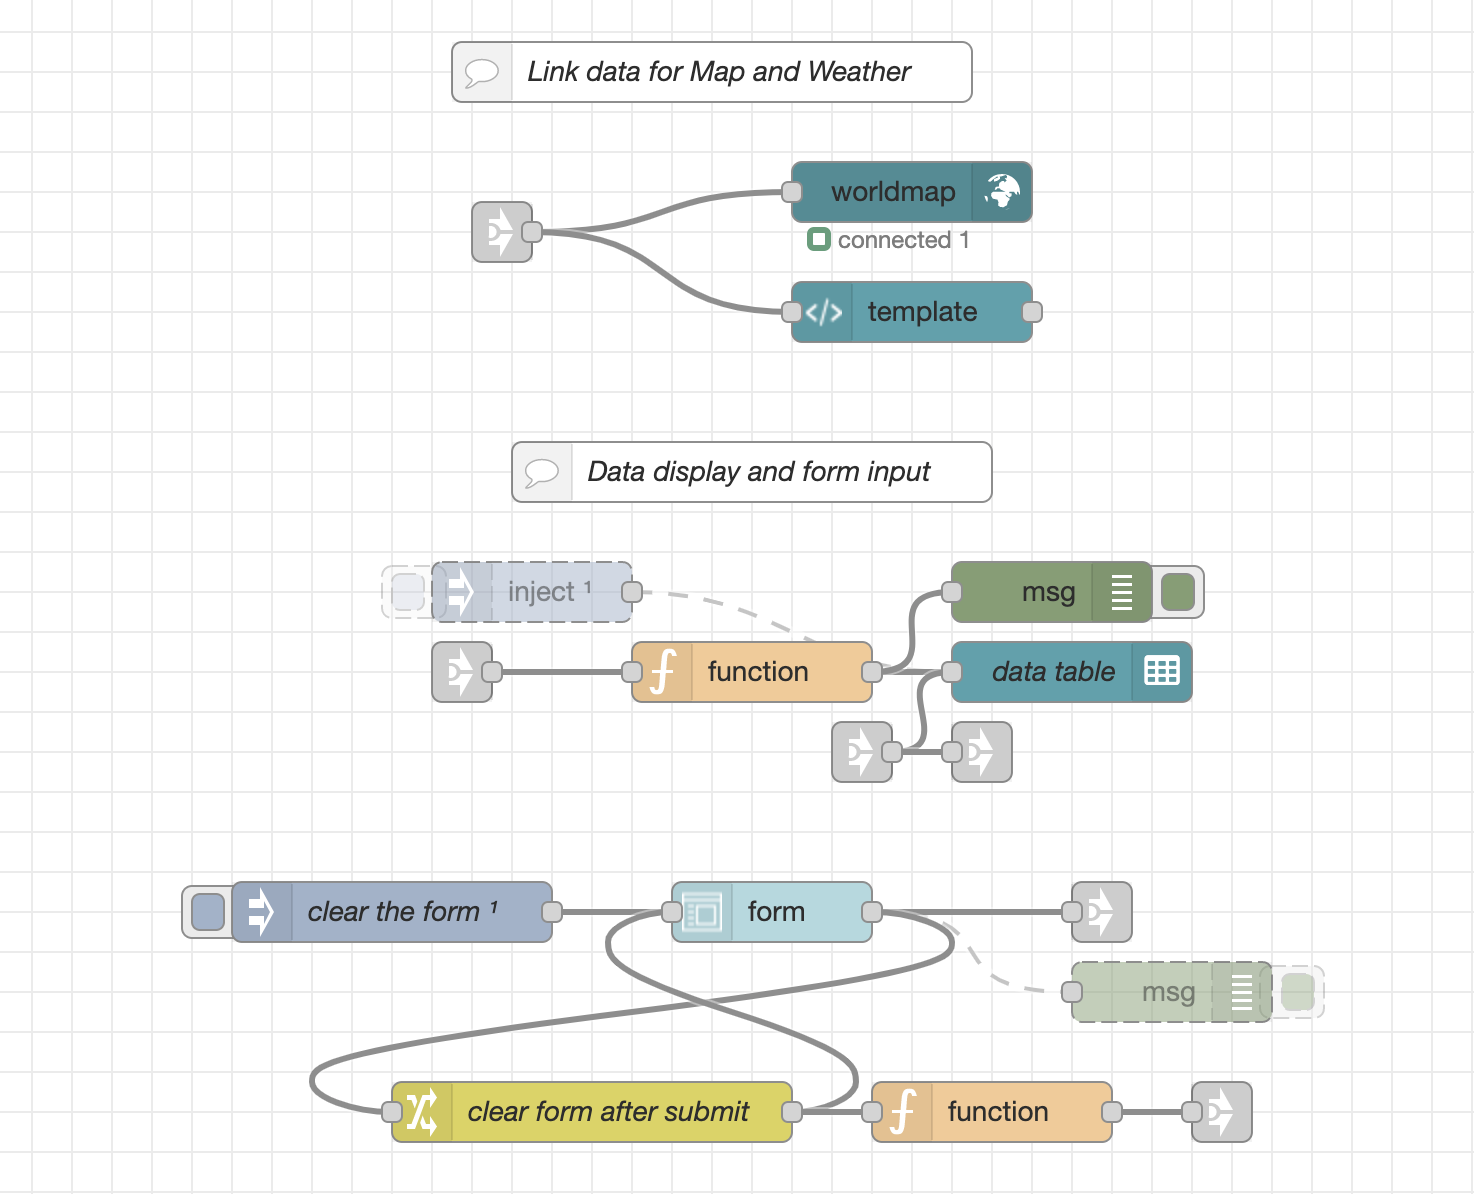 Link data for Map and Weather
worldmap
connected 1
</> template
Data display and form input
inject ¹
msg
function
data table
clear the form ¹
form
msg
clear form after submit
function